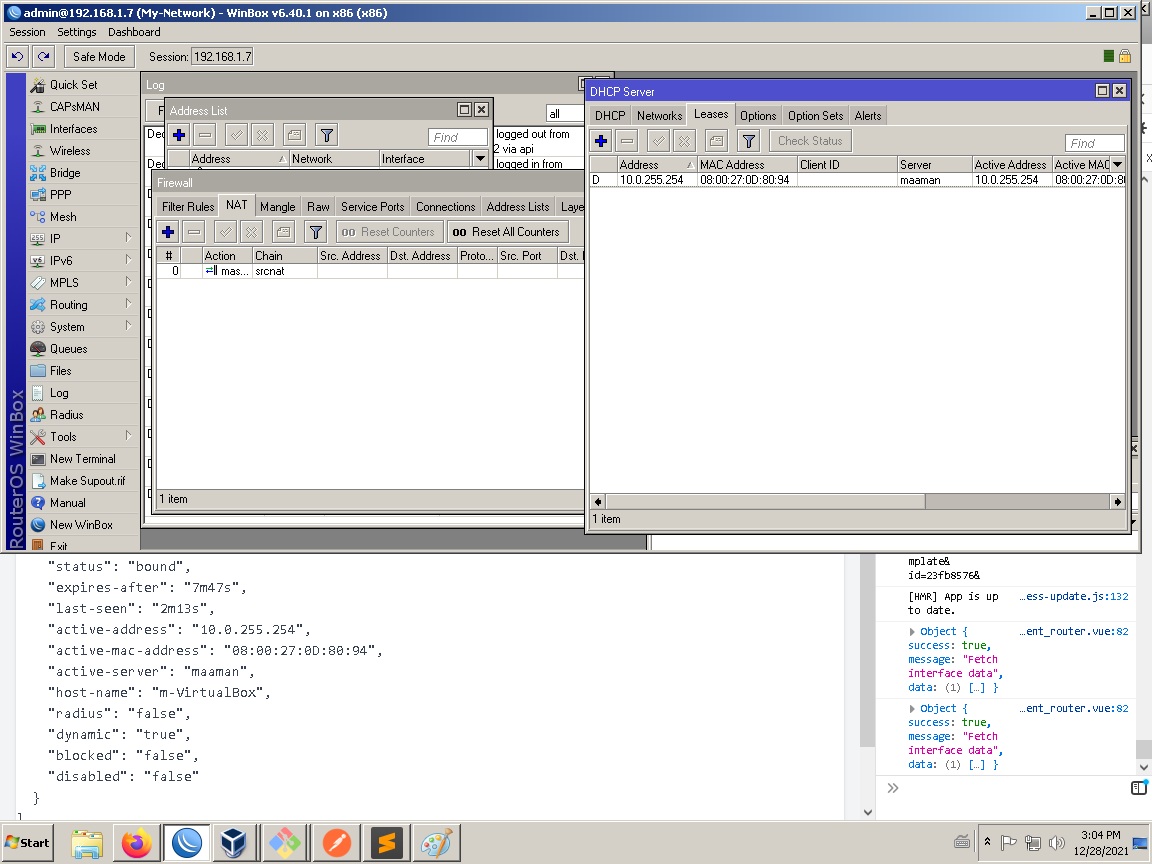 admin@192.168.1.7 (My-Network) - WinBox v6.40.1 on x86 (x86)
Session Settings Dashboard
Safe Mode Session: 192.168.1.7
RouterOS WinBox
Quick Set
CAPsMAN
Interfaces
Wireless
Bridge
PPP
Mesh
IP
IPv6
MPLS
Routing
System
Queues
Files
Log
Radius
Tools
New Terminal
Make Supout.rif
Manual
New WinBox
Exit
Log
all
logged out from
2 via api
logged in from
Address List
Find
Address Network Interface
Firewall
Filter Rules NAT Mangle Raw Service Ports Connections Address Lists Laye
00 Reset Counters 00 Reset All Counters
# Action Chain Src. Address Dst. Address Proto... Src. Port Dst.
0 mas... srcnat
1 item
DHCP Server
DHCP Networks Leases Options Option Sets Alerts
Check Status
Find
Address MAC Address Client ID Server Active Address Active MAC
D 10.0.255.254 08:00:27:0D:80:94 maaman 10.0.255.254 08:00:27:0D:8
1 item
"status": "bound",
"expires-after": "7m47s",
"last-seen": "2m13s",
"active-address": "10.0.255.254",
"active-mac-address": "08:00:27:0D:80:94",
"active-server": "maaman",
"host-name": "m-VirtualBox",
"radius": "false",
"dynamic": "true",
"blocked": "false",
"disabled": "false"
}
]
mplate&
id=23fb8576&
[HMR] App is up …ess-update.js:132
to date.
Object { …ent_router.vue:82
success: true,
message: "Fetch
interface data",
data: (1) […] }
Object { …ent_router.vue:82
success: true,
message: "Fetch
interface data",
data: (1) […] }
Start
3:04 PM
12/28/2021